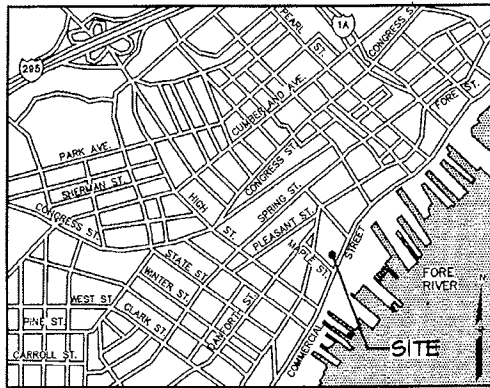 295
1A
PEARL ST.
CONGRESS ST.
FORE ST.
CUMBERLAND AVE.
PARK AVE.
SHERMAN ST.
CONGRESS ST.
HIGH ST.
CONGRESS ST.
SPRING ST.
PLEASANT ST.
MAPLE ST.
STATE ST.
WINTER ST.
DANFORTH ST.
WEST ST.
CLARK ST.
PINE ST.
CARROLL ST.
COMMERCIAL STREET
FORE
RIVER
N
SITE